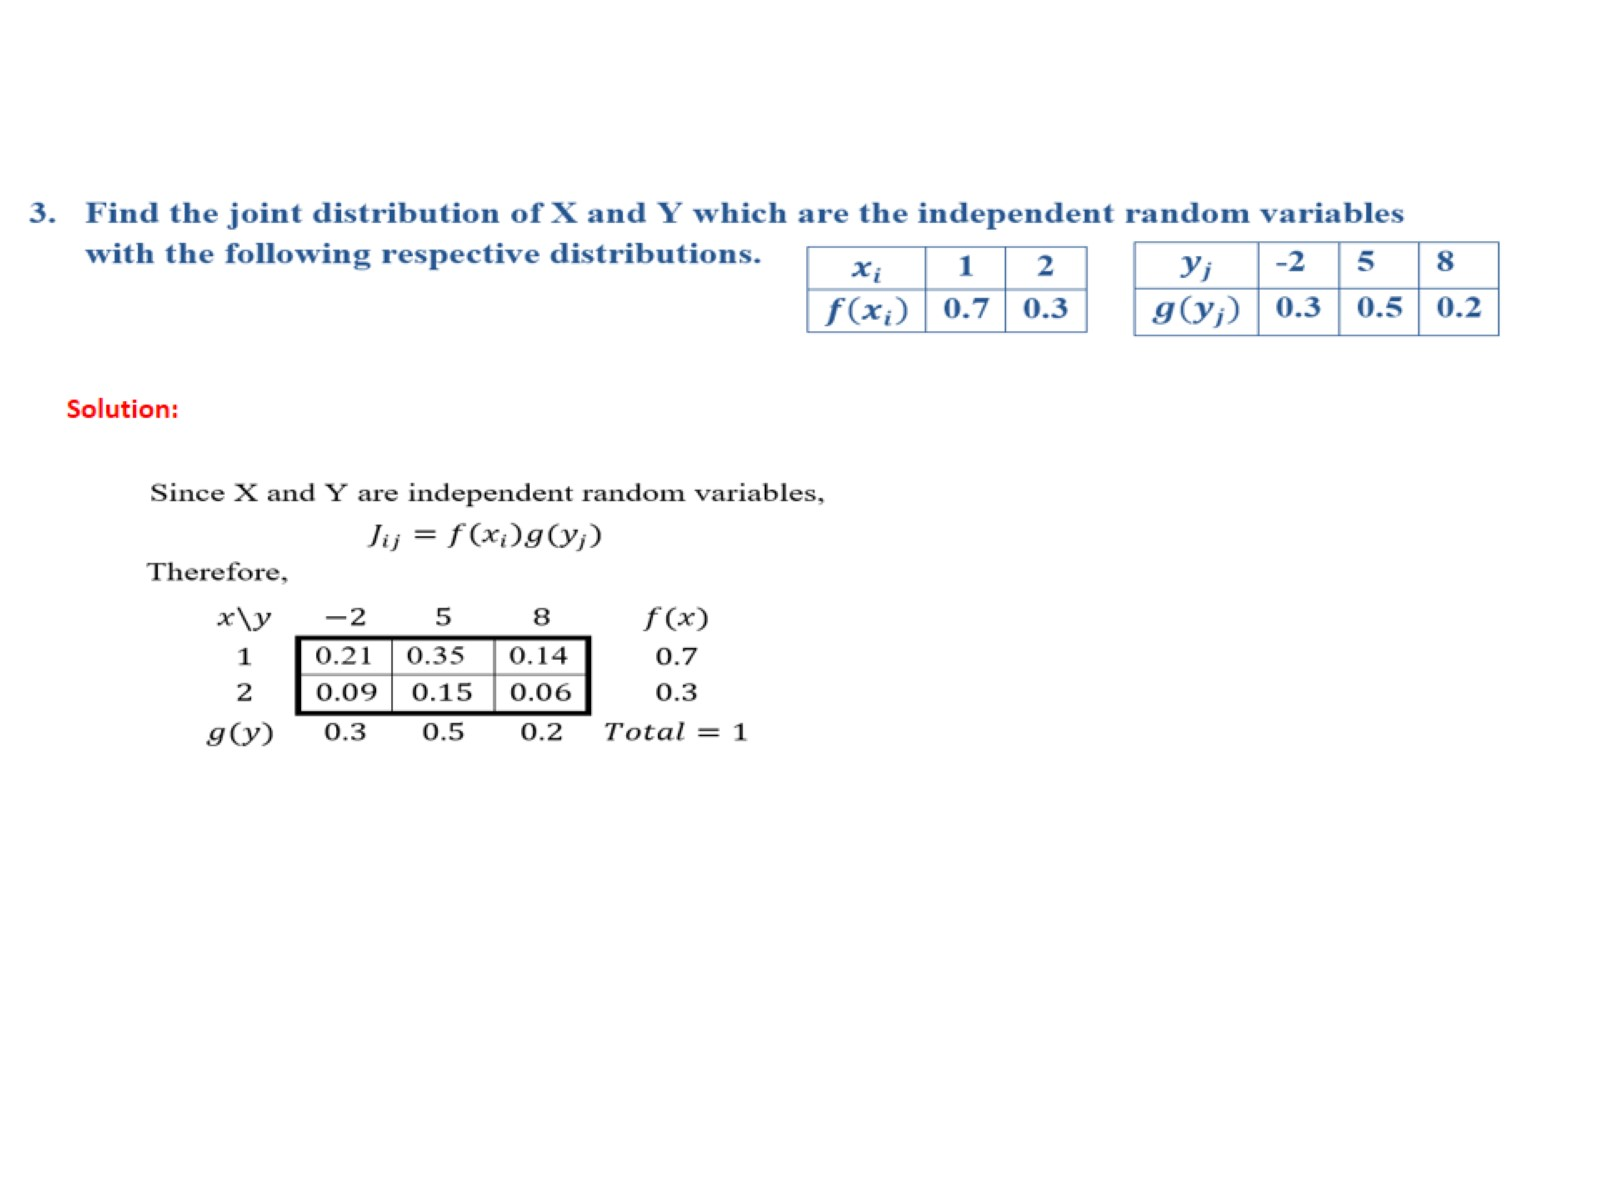 3. Find the joint distribution of X and Y which are the independent random variables
with the following respective distributions.
xᵢ 1 2
f(xᵢ) 0.7 0.3
yⱼ -2 5 8
g(yⱼ) 0.3 0.5 0.2
Solution:
Since X and Y are independent random variables,
Jᵢⱼ = f(xᵢ)g(yⱼ)
Therefore,
x\y −2 5 8 f(x)
1 0.21 0.35 0.14 0.7
2 0.09 0.15 0.06 0.3
g(y) 0.3 0.5 0.2 Total = 1